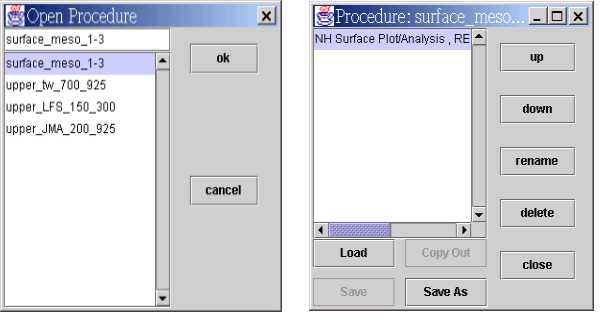 Open Procedure
surface_meso_1-3
surface_meso_1-3
upper_tw_700_925
upper_LFS_150_300
upper_JMA_200_925
ok
cancel
Procedure: surface_meso...
NH Surface Plot/Analysis , RE
up
down
rename
delete
close
Load
Copy Out
Save
Save As